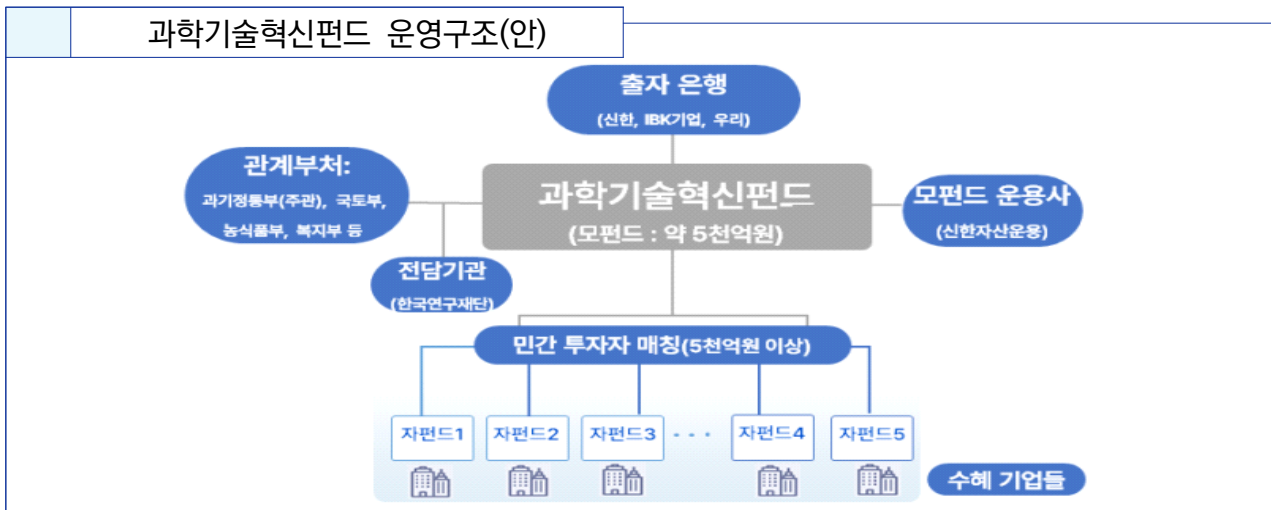 과학기술혁신펀드 운영구조(안)
출자 은행
(신한, IBK기업, 우리)
관계부처:
과기정통부(주관), 국토부,
농식품부, 복지부 등
과학기술혁신펀드
(모펀드 : 약 5천억원)
모펀드 운용사
(신한자산운용)
전담기관
(한국연구재단)
민간 투자자 매칭(5천억원 이상)
자펀드1 자펀드2 자펀드3 · · · 자펀드4 자펀드5
수혜 기업들